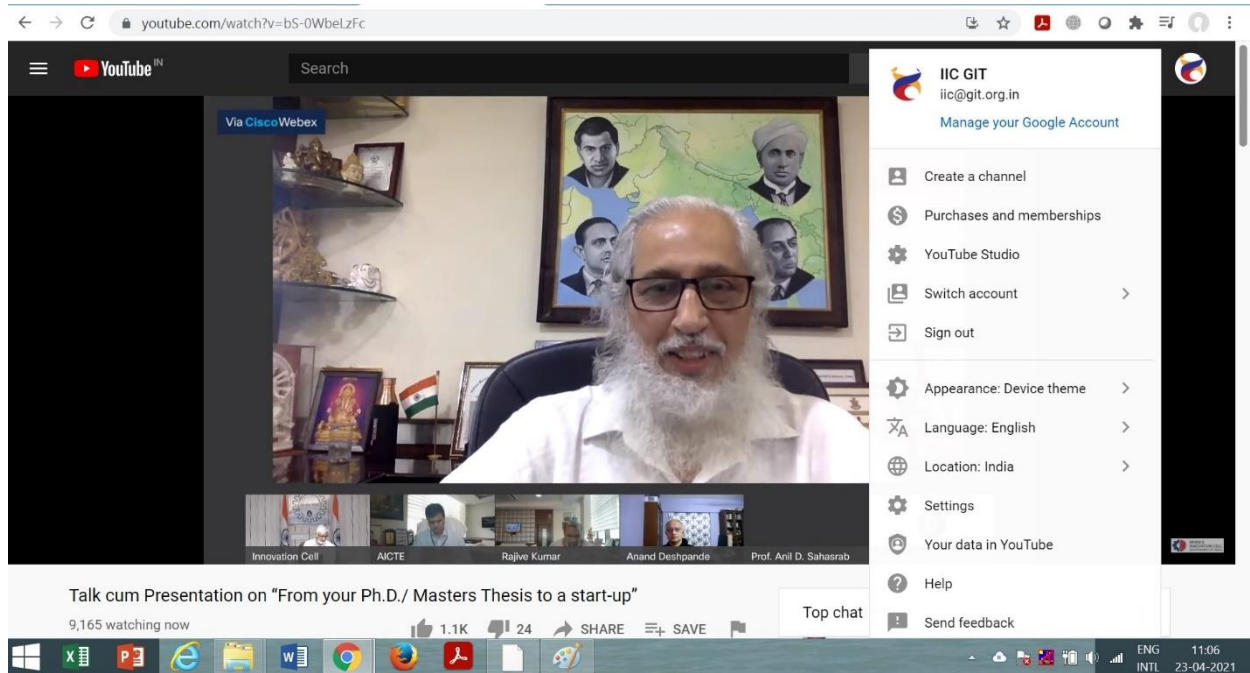 youtube.com/watch?v=bS-0WbeLzFc
YouTube IN
Search
Via Cisco Webex
Innovation Cell
AICTE
Rajive Kumar
Anand Deshpande
Prof. Anil D. Sahasrab
Talk cum Presentation on “From your Ph.D./ Masters Thesis to a start-up”
9,165 watching now
1.1K 24 SHARE SAVE
Top chat
IIC GIT
iic@git.org.in
Manage your Google Account
Create a channel
Purchases and memberships
YouTube Studio
Switch account
Sign out
Appearance: Device theme
Language: English
Location: India
Settings
Your data in YouTube
Help
Send feedback
ENG 11:06
INTL 23-04-2021